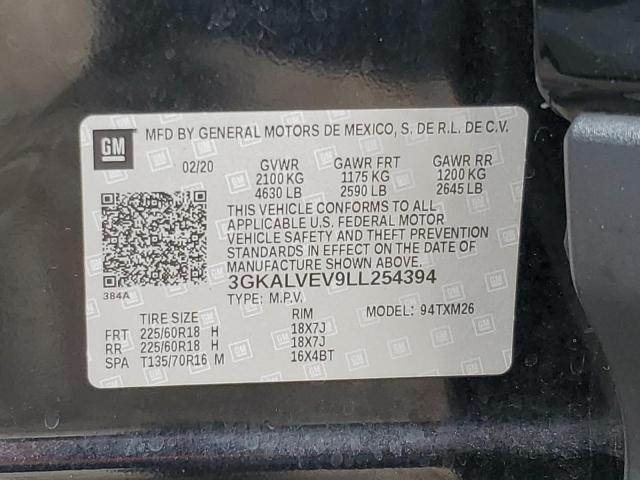 GM MFD BY GENERAL MOTORS DE MEXICO, S. DE R.L. DE C.V.
02/20 GVWR GAWR FRT GAWR RR
2100 KG 1175 KG 1200 KG
4630 LB 2590 LB 2645 LB
THIS VEHICLE CONFORMS TO ALL
APPLICABLE U.S. FEDERAL MOTOR
VEHICLE SAFETY AND THEFT PREVENTION
STANDARDS IN EFFECT ON THE DATE OF
MANUFACTURE SHOWN ABOVE.
384A 3GKALVEV9LL254394
TYPE: M.P.V.
TIRE SIZE RIM MODEL: 94TXM26
FRT 225/60R18 H 18X7J
RR 225/60R18 H 18X7J
SPA T135/70R16 M 16X4BT